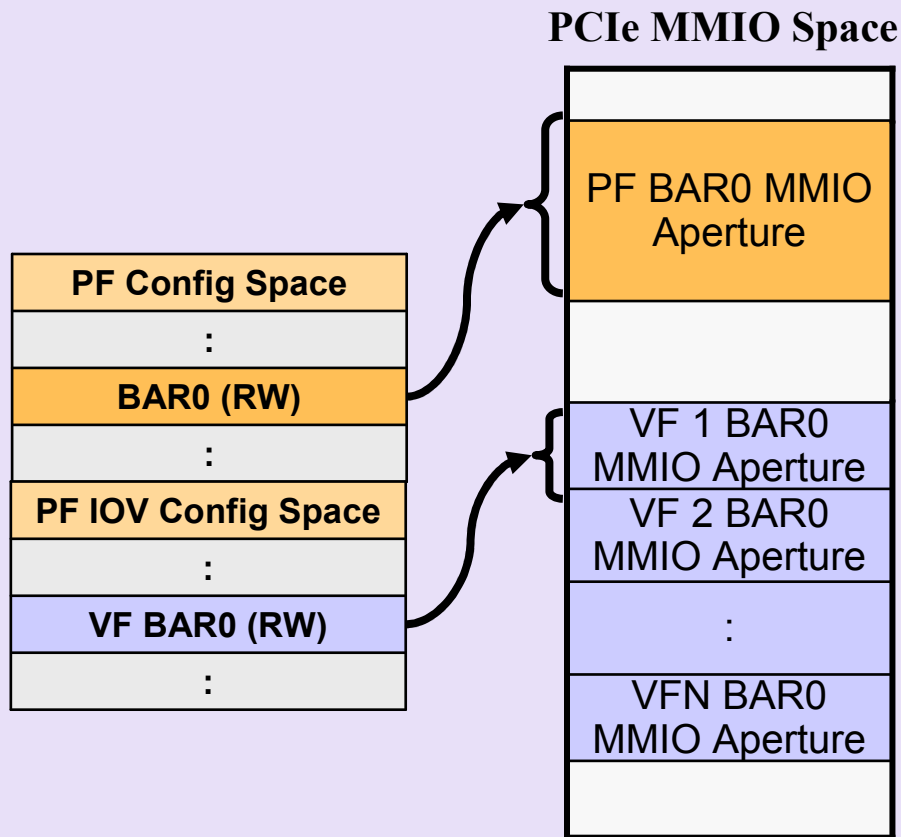 PCIe MMIO Space
PF BAR0 MMIO
Aperture
PF Config Space
:
BAR0 (RW)
:
PF IOV Config Space
:
VF BAR0 (RW)
:
VF 1 BAR0
MMIO Aperture
VF 2 BAR0
MMIO Aperture
:
VFN BAR0
MMIO Aperture